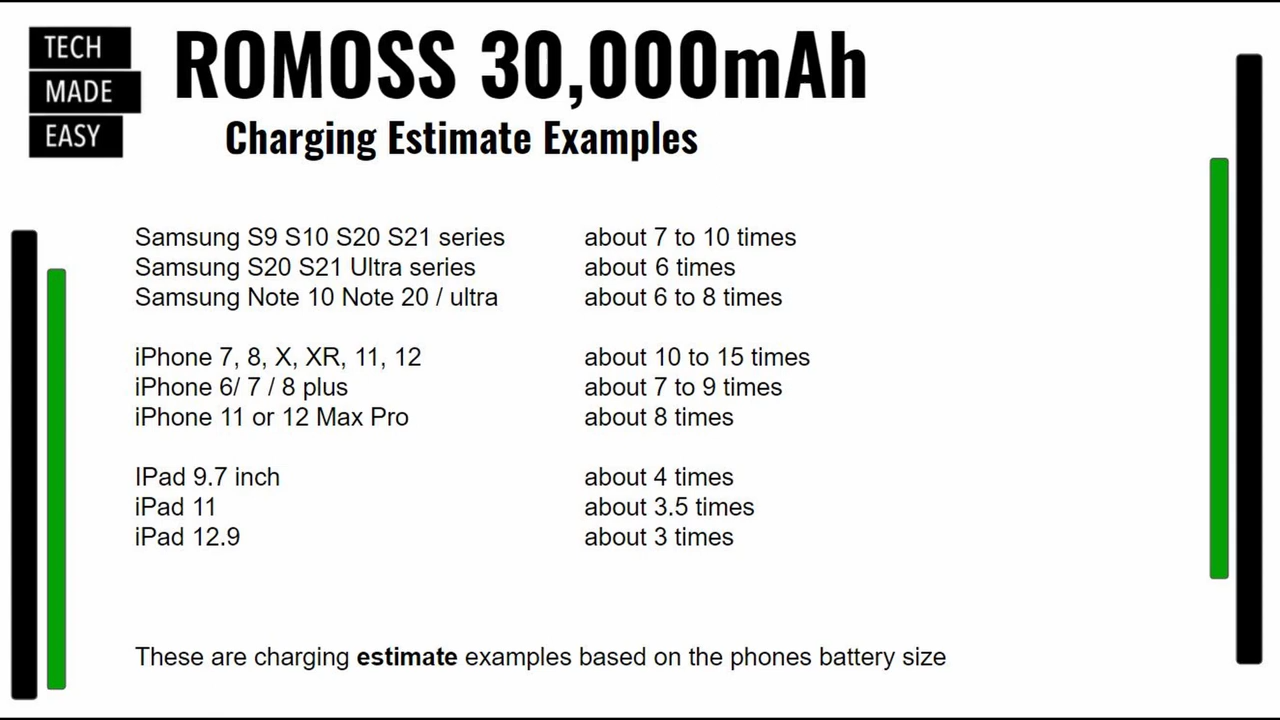 TECH
MADE
EASY
ROMOSS 30,000mAh
Charging Estimate Examples
Samsung S9 S10 S20 S21 series about 7 to 10 times
Samsung S20 S21 Ultra series about 6 times
Samsung Note 10 Note 20 / ultra about 6 to 8 times
iPhone 7, 8, X, XR, 11, 12 about 10 to 15 times
iPhone 6/ 7 / 8 plus about 7 to 9 times
iPhone 11 or 12 Max Pro about 8 times
IPad 9.7 inch about 4 times
iPad 11 about 3.5 times
iPad 12.9 about 3 times
These are charging estimate examples based on the phones battery size